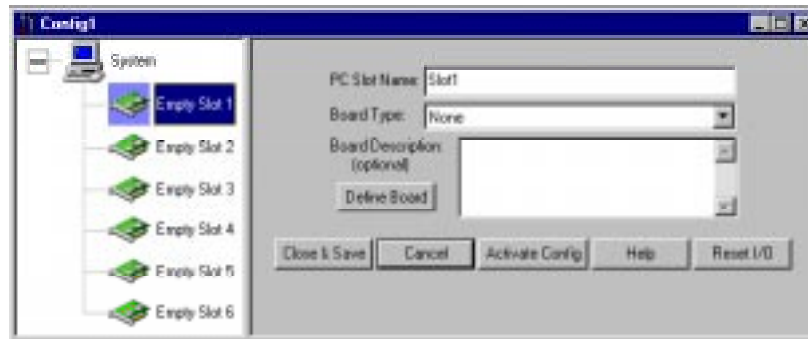 Config1
System
Empty Slot 1
Empty Slot 2
Empty Slot 3
Empty Slot 4
Empty Slot 5
Empty Slot 6
PC Slot Name: Slot1
Board Type: None
Board Description:
(optional)
Define Board
Close & Save Cancel Activate Config Help Reset I/O